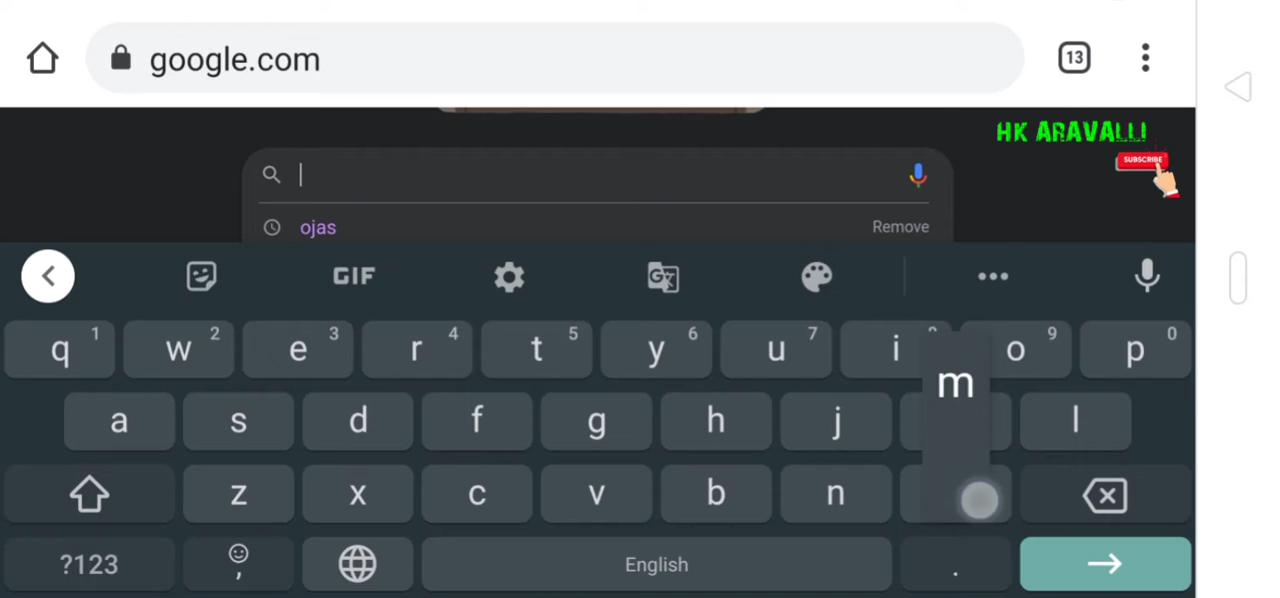 google.com
13
HK ARAVALLI
SUBSCRIBE
ojas Remove
GIF
q 1 w 2 e 3 r 4 t 5 y 6 u 7 i 8 o 9 p 0
m
a s d f g h j l
z x c v b n
?123 , English .